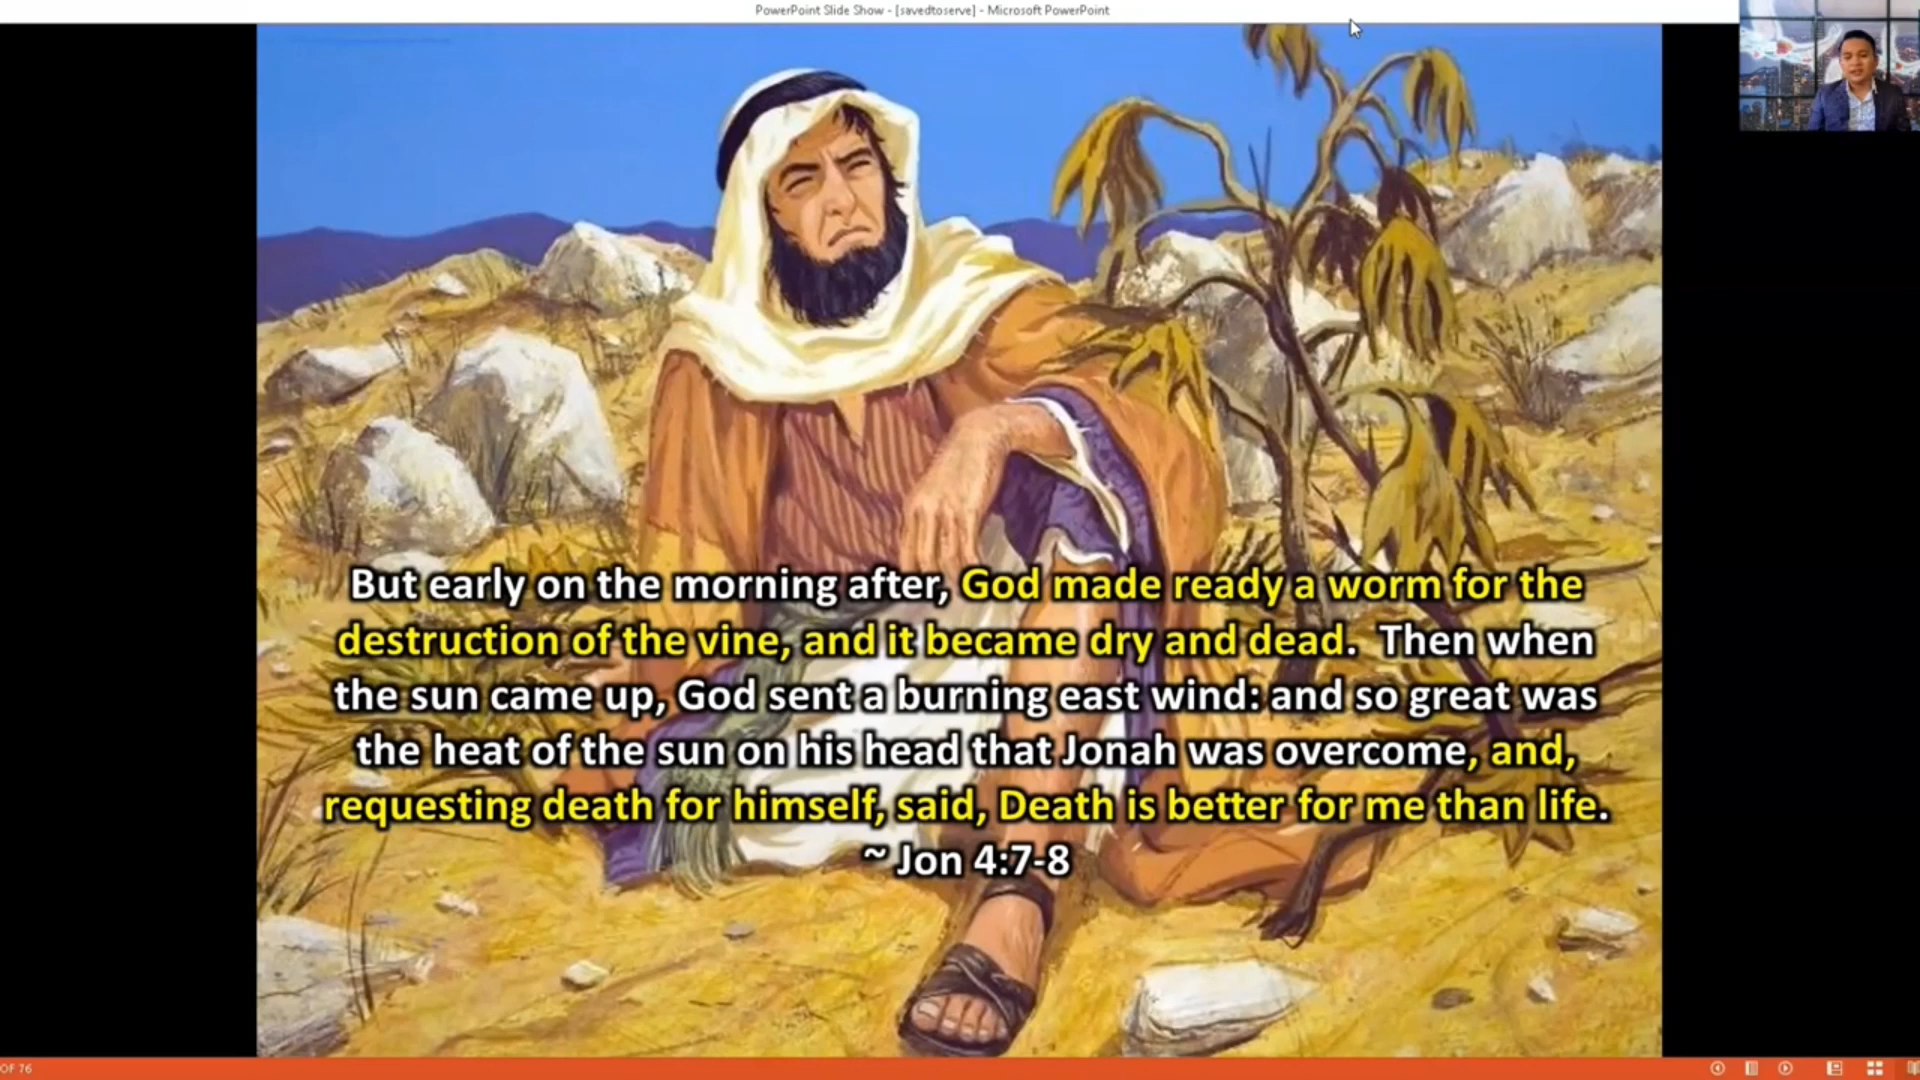 PowerPoint Slide Show - [savedtoserve] - Microsoft PowerPoint
But early on the morning after, God made ready a worm for the
destruction of the vine, and it became dry and dead. Then when
the sun came up, God sent a burning east wind: and so great was
the heat of the sun on his head that Jonah was overcome, and,
requesting death for himself, said, Death is better for me than life.
~ Jon 4:7-8
OF 76